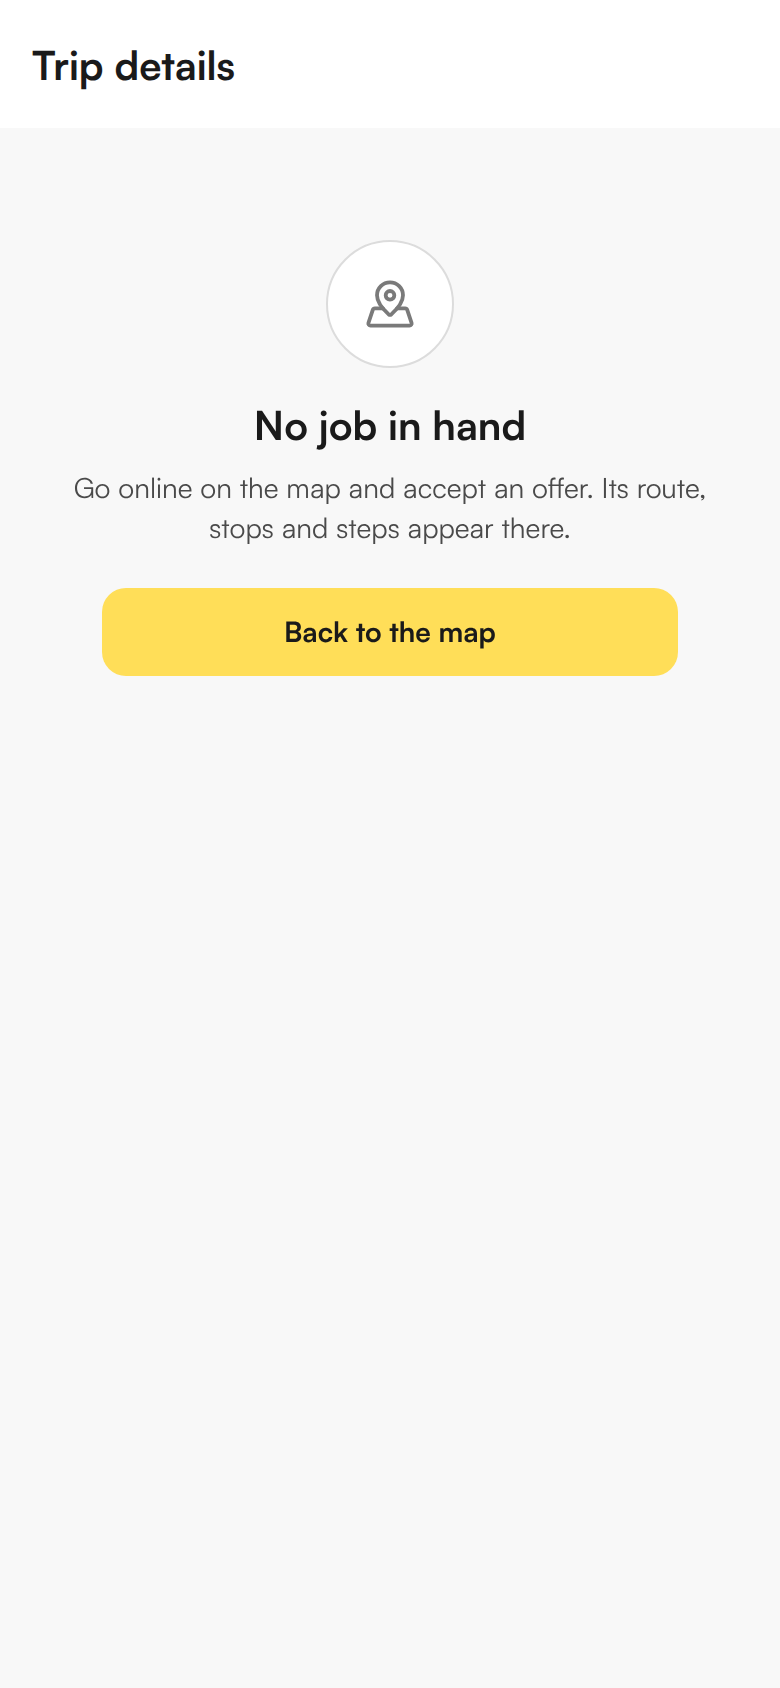 Trip details
No job in hand
Go online on the map and accept an offer. Its route,
stops and steps appear there.
Back to the map